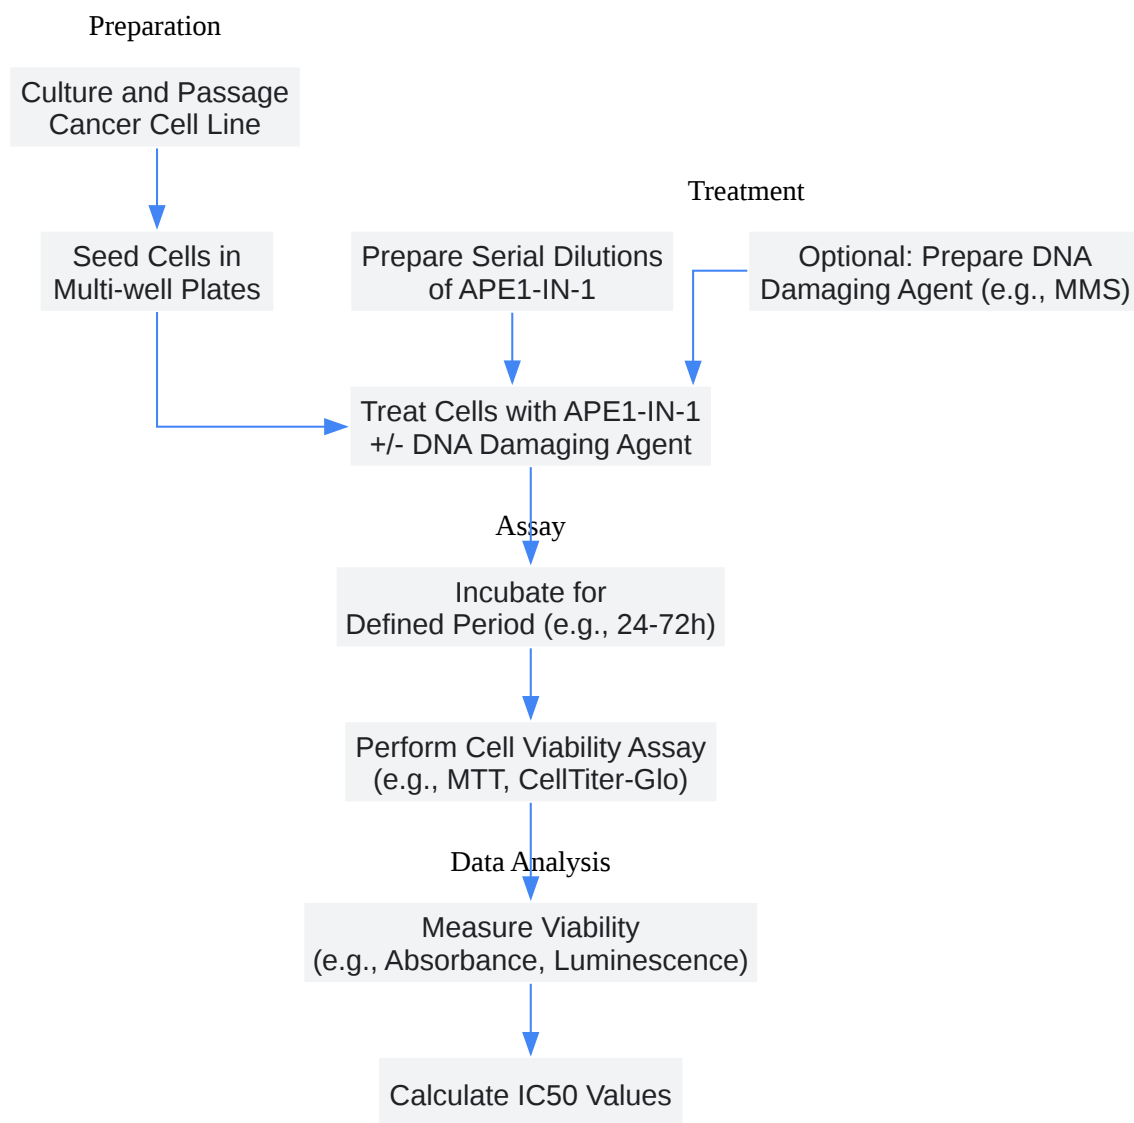 Preparation
Culture and Passage
Cancer Cell Line
Treatment
Seed Cells in
Multi-well Plates
Prepare Serial Dilutions
of APE1-IN-1
Optional: Prepare DNA
Damaging Agent (e.g., MMS)
Treat Cells with APE1-IN-1
+/- DNA Damaging Agent
Assay
Incubate for
Defined Period (e.g., 24-72h)
Perform Cell Viability Assay
(e.g., MTT, CellTiter-Glo)
Data Analysis
Measure Viability
(e.g., Absorbance, Luminescence)
Calculate IC50 Values